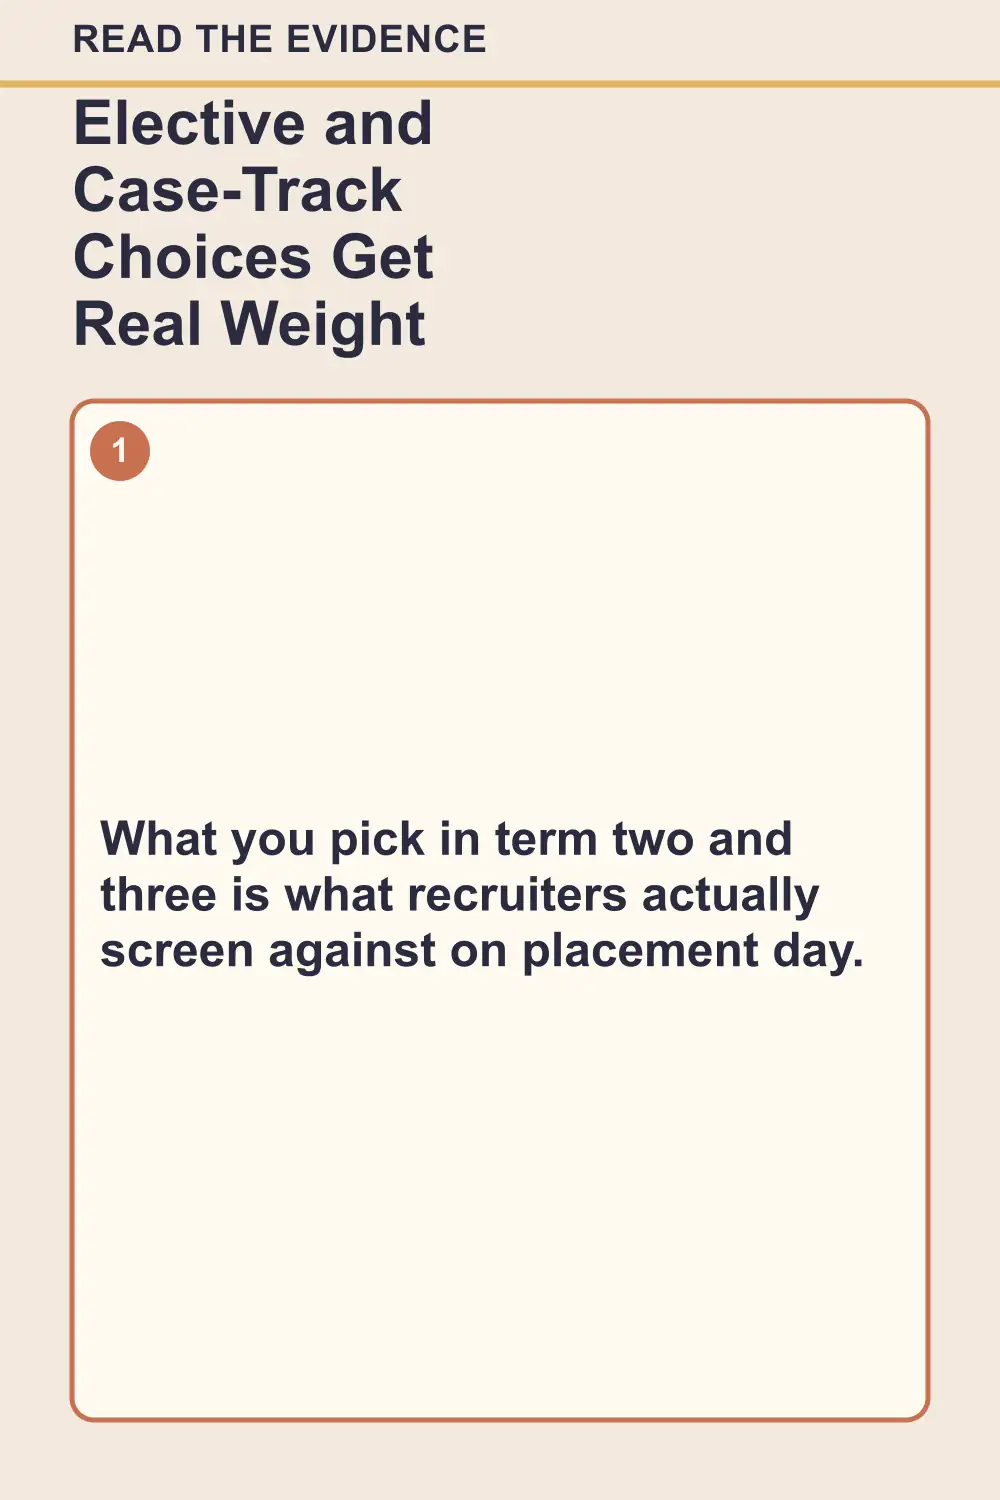 READ THE EVIDENCE
Elective and
Case-Track
Choices Get
Real Weight
1
What you pick in term two and
three is what recruiters actually
screen against on placement day.